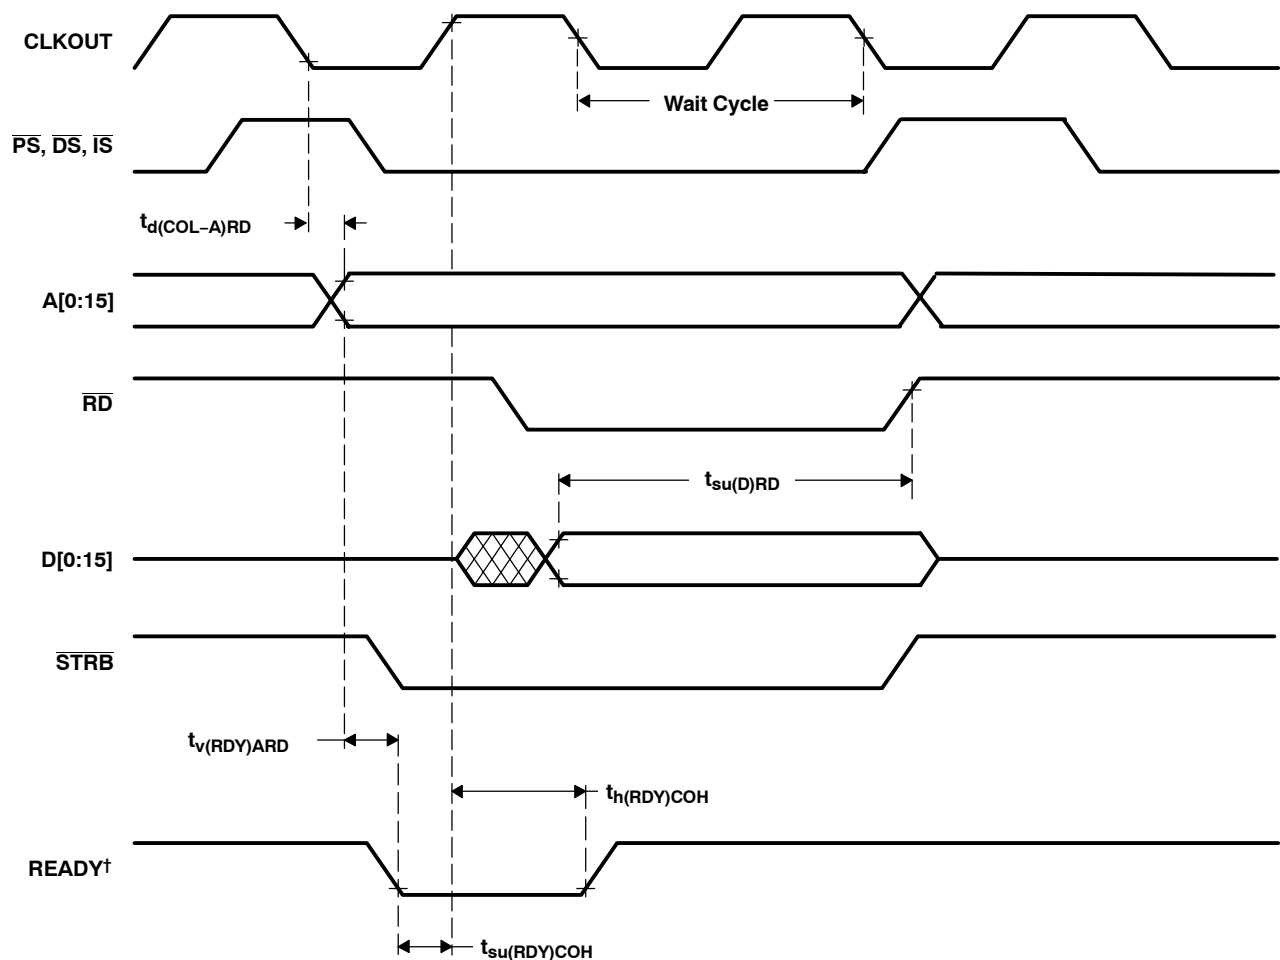 CLKOUT
Wait Cycle
PS, DS, IS
td(COL−A)RD
A[0:15]
RD
tsu(D)RD
D[0:15]
STRB
tv(RDY)ARD
th(RDY)COH
READY†
tsu(RDY)COH